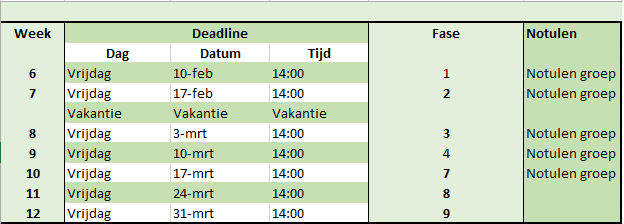 Week Deadline Fase Notulen
Dag Datum Tijd
6 Vrijdag 10-feb 14:00 1 Notulen groep
7 Vrijdag 17-feb 14:00 2 Notulen groep
Vakantie Vakantie Vakantie
8 Vrijdag 3-mrt 14:00 3 Notulen groep
9 Vrijdag 10-mrt 14:00 4 Notulen groep
10 Vrijdag 17-mrt 14:00 7 Notulen groep
11 Vrijdag 24-mrt 14:00 8
12 Vrijdag 31-mrt 14:00 9